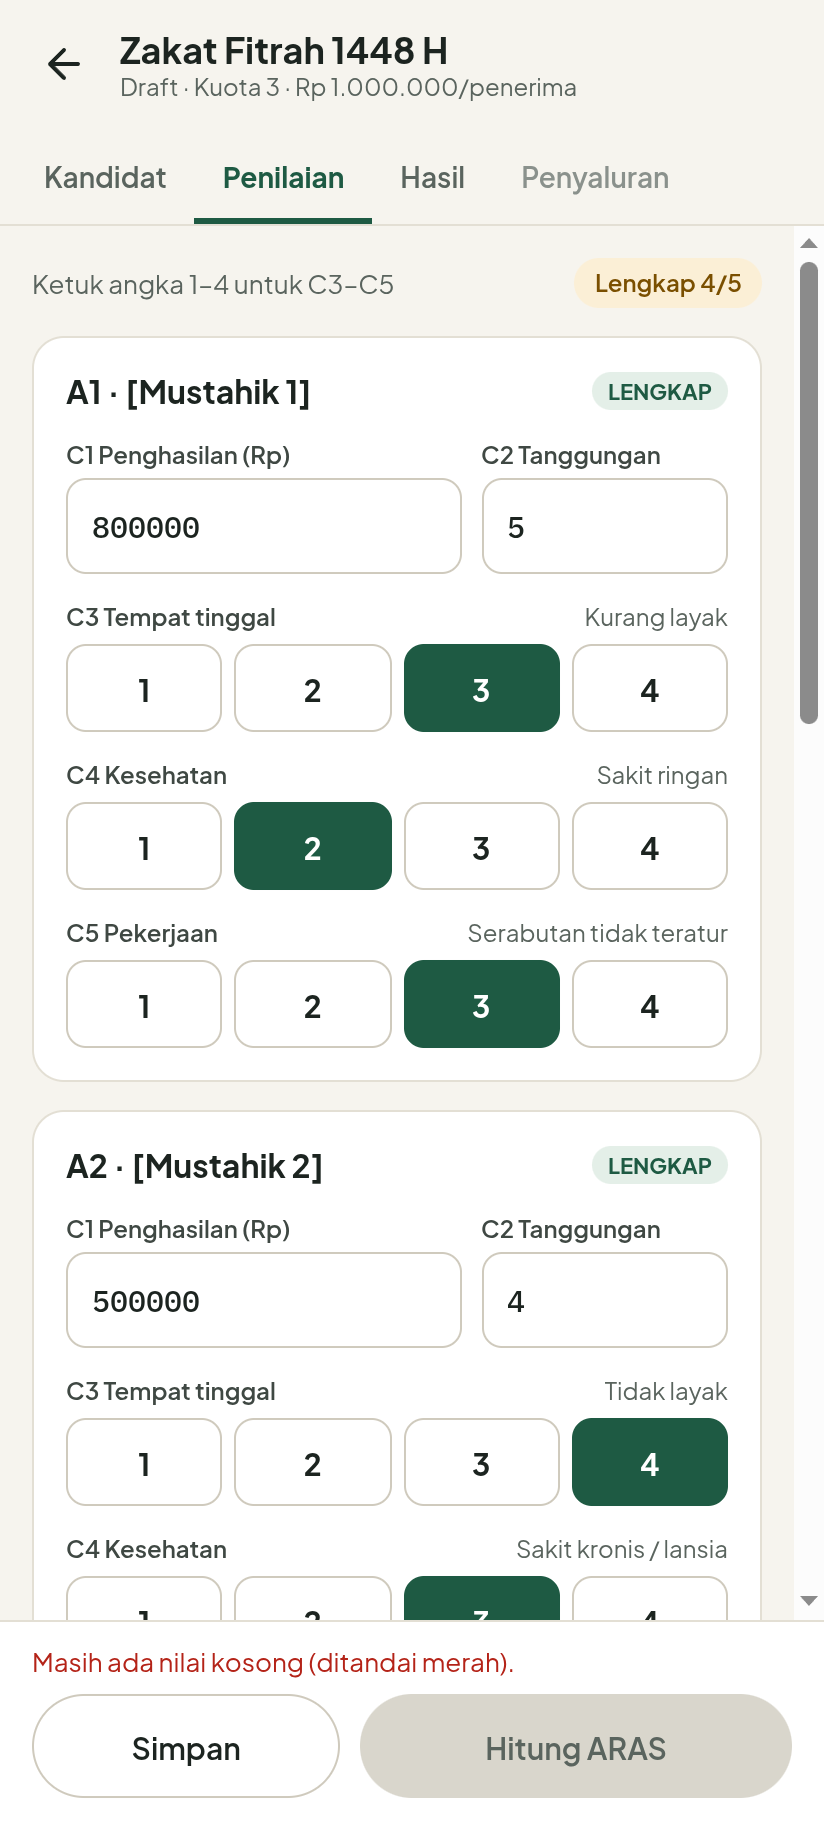 Zakat Fitrah 1448 H
Draft · Kuota 3 · Rp 1.000.000/penerima
Kandidat Penilaian Hasil Penyaluran
Ketuk angka 1–4 untuk C3–C5 Lengkap 4/5
A1 · [Mustahik 1] LENGKAP
C1 Penghasilan (Rp) C2 Tanggungan
800000 5
C3 Tempat tinggal Kurang layak
1 2 3 4
C4 Kesehatan Sakit ringan
1 2 3 4
C5 Pekerjaan Serabutan tidak teratur
1 2 3 4
A2 · [Mustahik 2] LENGKAP
C1 Penghasilan (Rp) C2 Tanggungan
500000 4
C3 Tempat tinggal Tidak layak
1 2 3 4
C4 Kesehatan Sakit kronis / lansia
1 2 3 4
Masih ada nilai kosong (ditandai merah).
Simpan Hitung ARAS